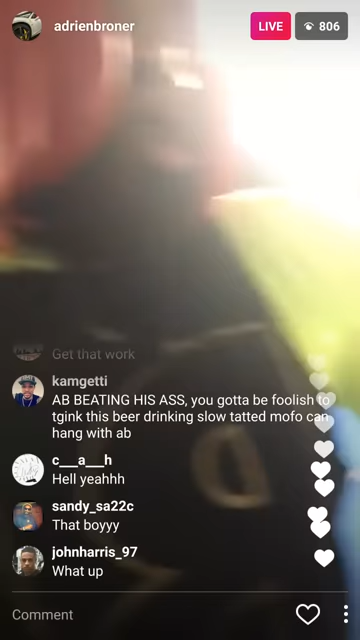 adrienbroner
LIVE
806
Get that work
kamgetti
AB BEATING HIS ASS, you gotta be foolish to
tgink this beer drinking slow tatted mofo can
hang with ab
c___a___h
Hell yeahhh
sandy_sa22c
That boyyy
johnharris_97
What up
Comment